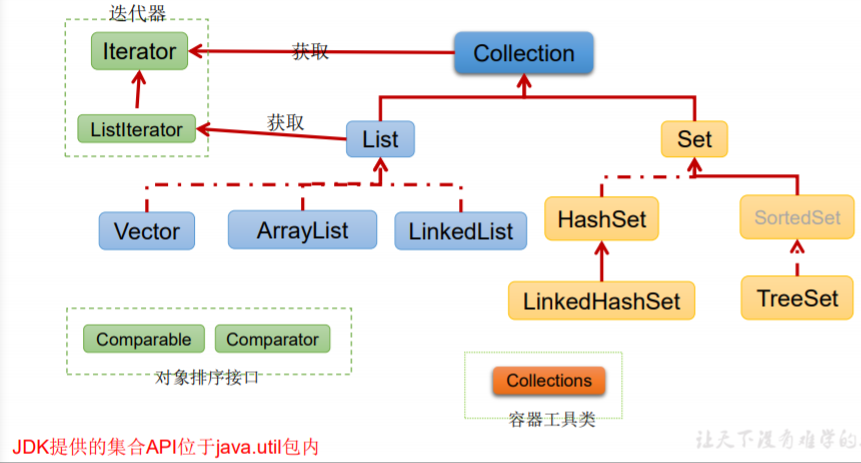 迭代器
Iterator
获取
Collection
ListIterator
获取
List
Set
Vector
ArrayList
LinkedList
HashSet
SortedSet
LinkedHashSet
TreeSet
Comparable
Comparator
对象排序接口
Collections
容器工具类
JDK提供的集合API位于java.util包内
让天下没有难学的